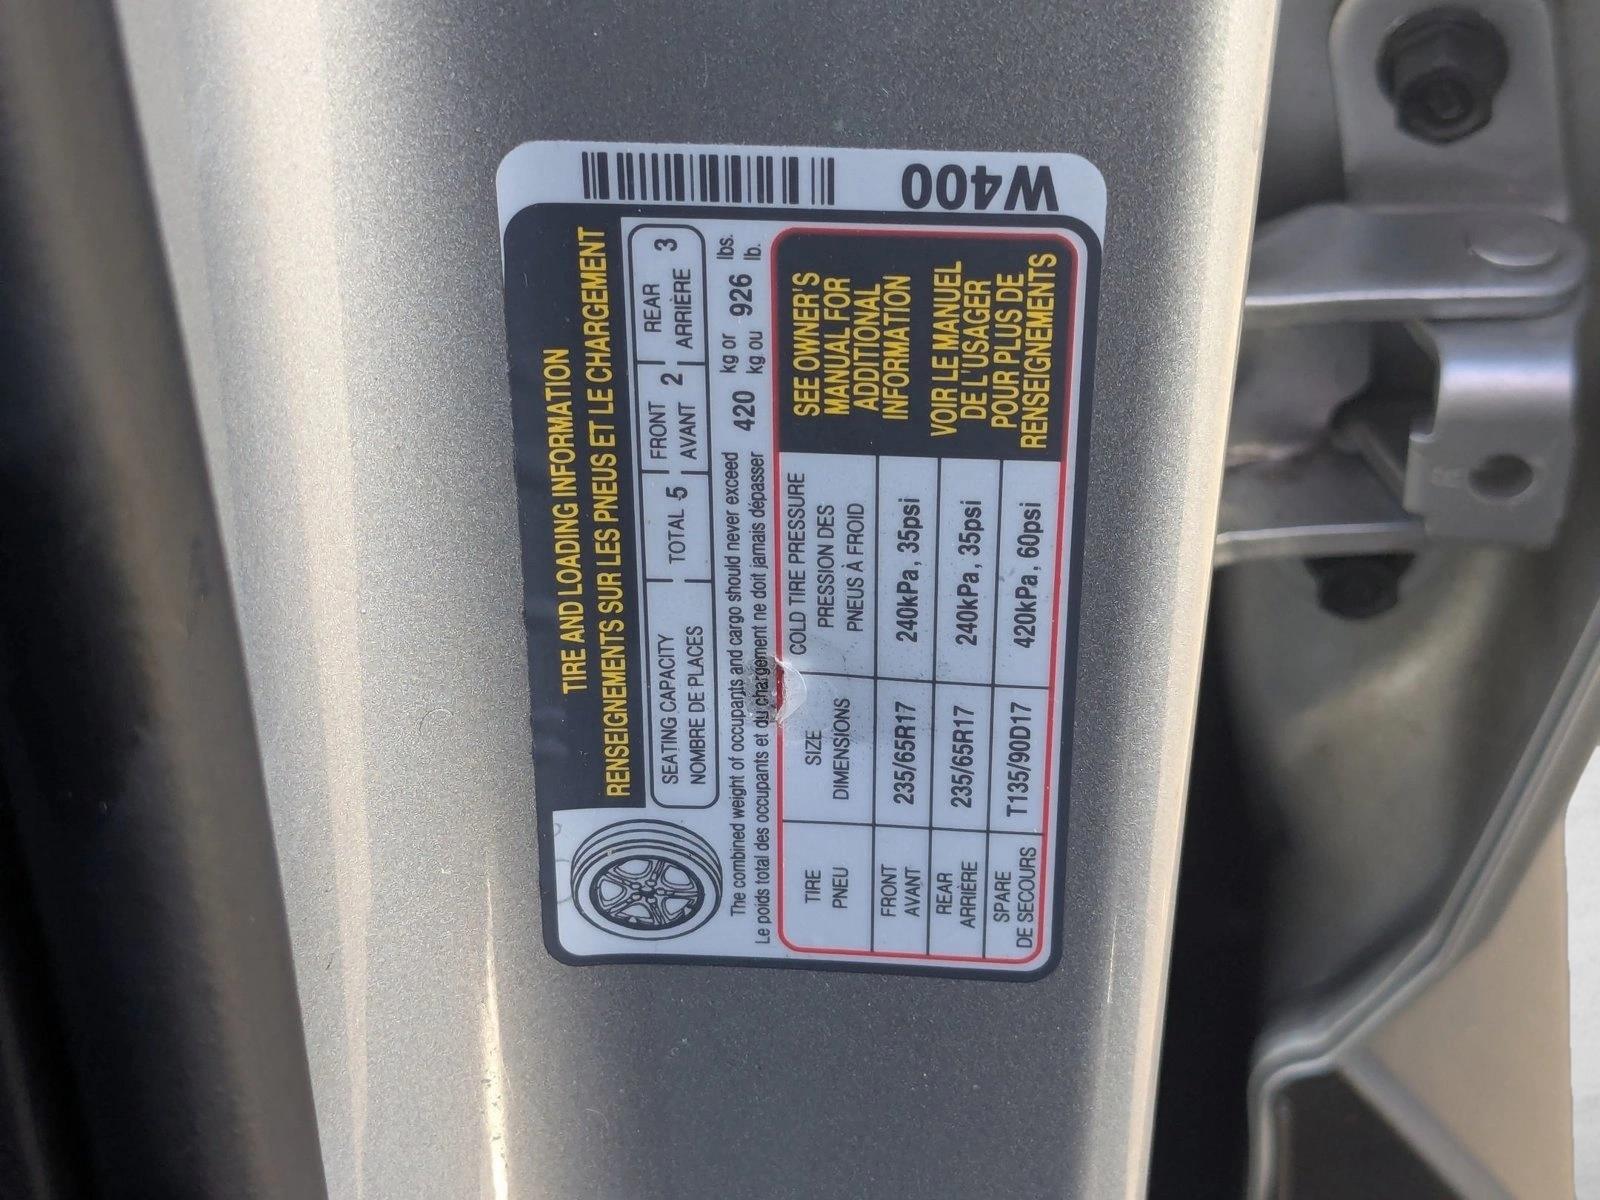 W400
TIRE AND LOADING INFORMATION
RENSEIGNEMENTS SUR LES PNEUS ET LE CHARGEMENT
SEATING CAPACITY TOTAL 5 FRONT 2 REAR 3
NOMBRE DE PLACES AVANT ARRIÈRE
The combined weight of occupants and cargo should never exceed 420 kg or 926 lbs.
Le poids total des occupants et du chargement ne doit jamais dépasser kg ou lb.
TIRE SIZE COLD TIRE PRESSURE
PNEU DIMENSIONS PRESSION DES
PNEUS À FROID
FRONT 235/65R17 240kPa, 35psi
AVANT
REAR 235/65R17 240kPa, 35psi
ARRIÈRE
SPARE T135/90D17 420kPa, 60psi
DE SECOURS
SEE OWNER'S
MANUAL FOR
ADDITIONAL
INFORMATION
VOIR LE MANUEL
DE L'USAGER
POUR PLUS DE
RENSEIGNEMENTS